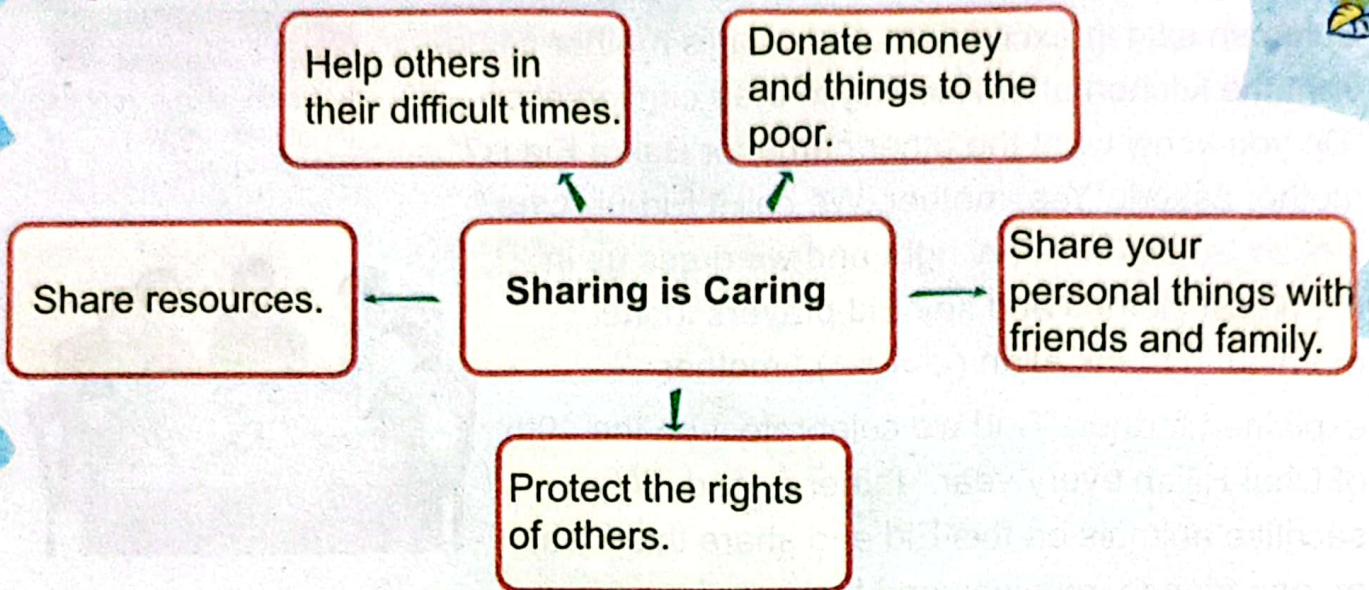 Help others in
their difficult times.
Donate money
and things to the
poor.
Share resources.
Sharing is Caring
Share your
personal things with
friends and family.
Protect the rights
of others.